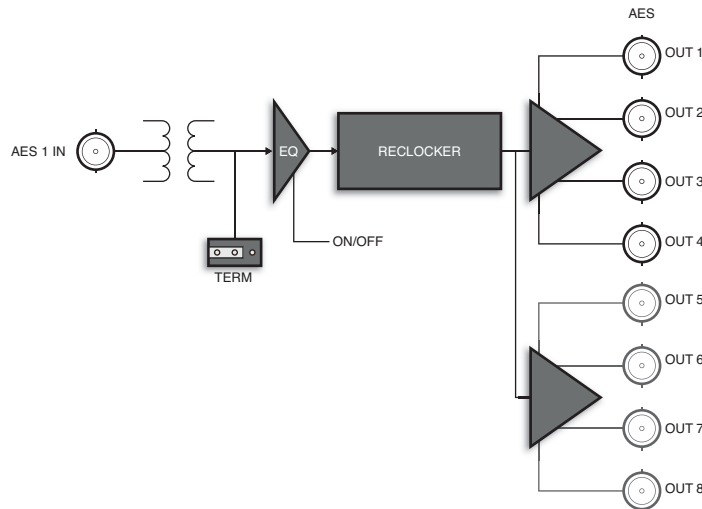 AES
OUT 1
OUT 2
AES 1 IN
EQ
RECLOCKER
OUT 3
ON/OFF
OUT 4
TERM
OUT 5
OUT 6
OUT 7
OUT 8